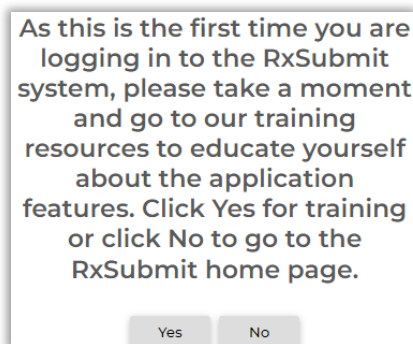 As this is the first time you are
logging in to the RxSubmit
system, please take a moment
and go to our training
resources to educate yourself
about the application
features. Click Yes for training
or click No to go to the
RxSubmit home page.
Yes No